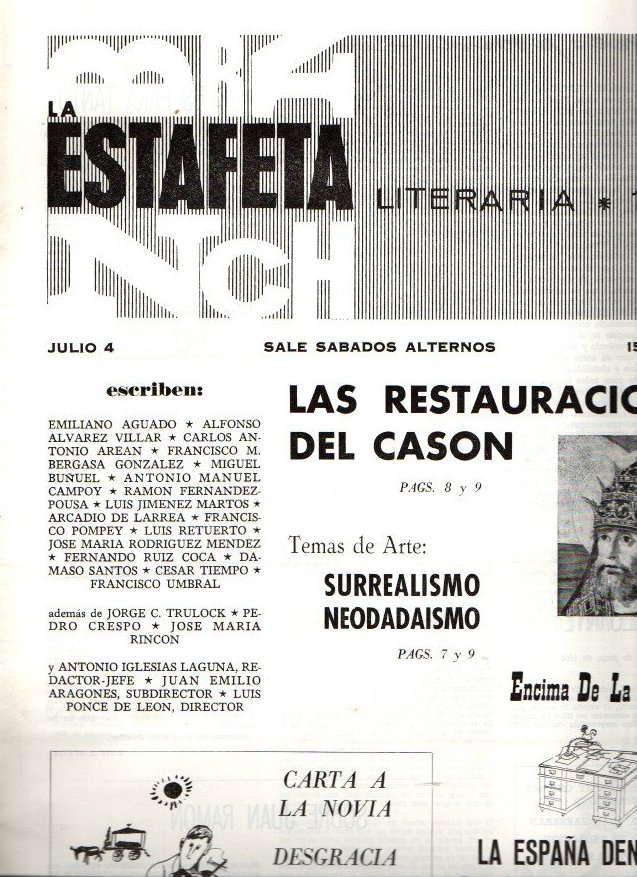 LA
ESTAFETA
LITERARIA * 1
JULIO 4
SALE SABADOS ALTERNOS
15
escriben:
EMILIANO AGUADO ★ ALFONSO
ALVAREZ VILLAR ★ CARLOS AN-
TONIO AREAN ★ FRANCISCO M.
BERGASA GONZALEZ ★ MIGUEL
BUÑUEL ★ ANTONIO MANUEL
CAMPOY ★ RAMON FERNANDEZ-
POUSA ★ LUIS JIMENEZ MARTOS ★
ARCADIO DE LARREA ★ FRANCIS-
CO POMPEY ★ LUIS RETUERTO ★
JOSE MARIA RODRIGUEZ MENDEZ
★ FERNANDO RUIZ COCA ★ DA-
MASO SANTOS ★ CESAR TIEMPO ★
FRANCISCO UMBRAL
además de JORGE C. TRULOCK ★ PE-
DRO CRESPO ★ JOSE MARIA
RINCON
y ANTONIO IGLESIAS LAGUNA, RE-
DACTOR-JEFE ★ JUAN EMILIO
ARAGONES, SUBDIRECTOR ★ LUIS
PONCE DE LEON, DIRECTOR
LAS RESTAURACIO
DEL CASON
PAGS. 8 y 9
Temas de Arte:
SURREALISMO
NEODADAISMO
PAGS. 7 y 9
Encima De La
CARTA A
LA NOVIA
DESGRACIA
LA ESPAÑA DEN